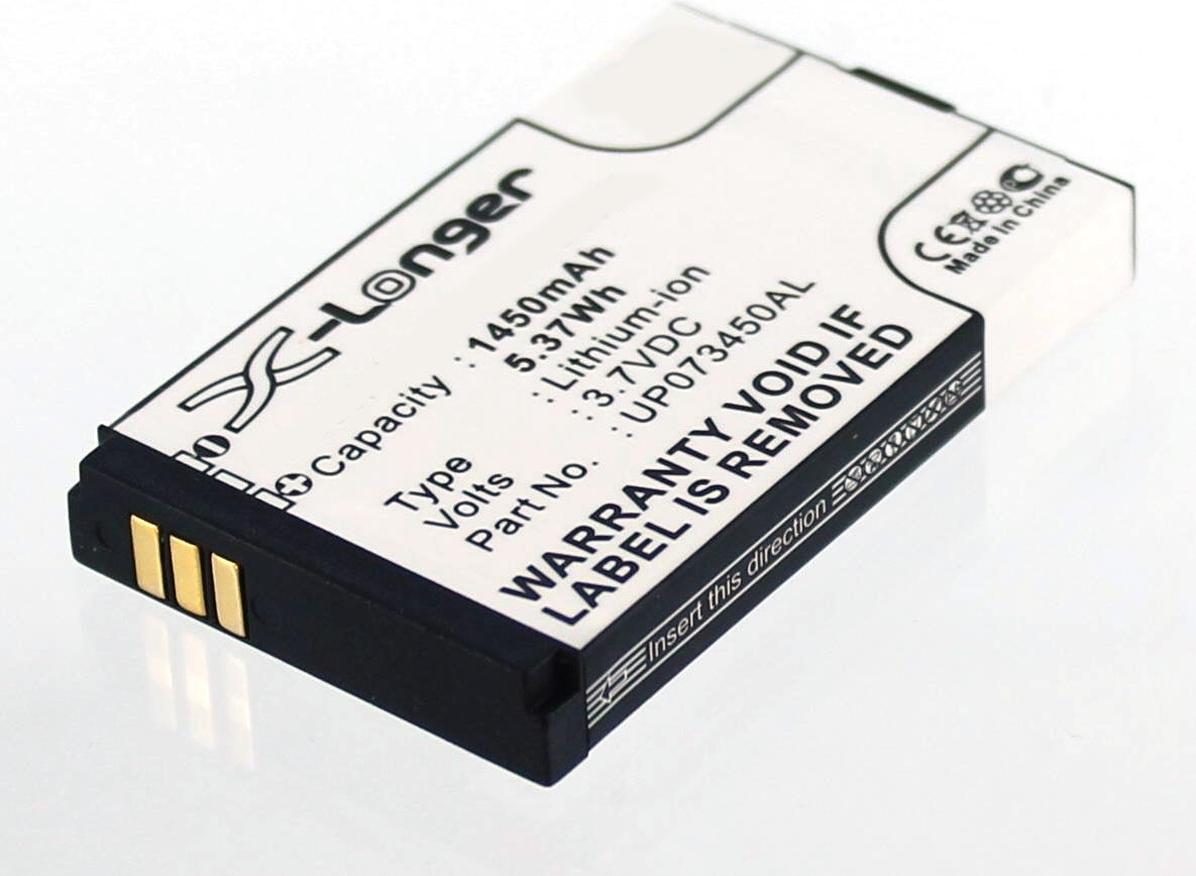 X-Longer
Capacity : 1450mAh
5.37Wh
Type : Lithium-ion
Volts : 3.7VDC
Part No. : UP073450AL
WARRANTY VOID IF
LABEL IS REMOVED
CE
Made in China
Insert this direction